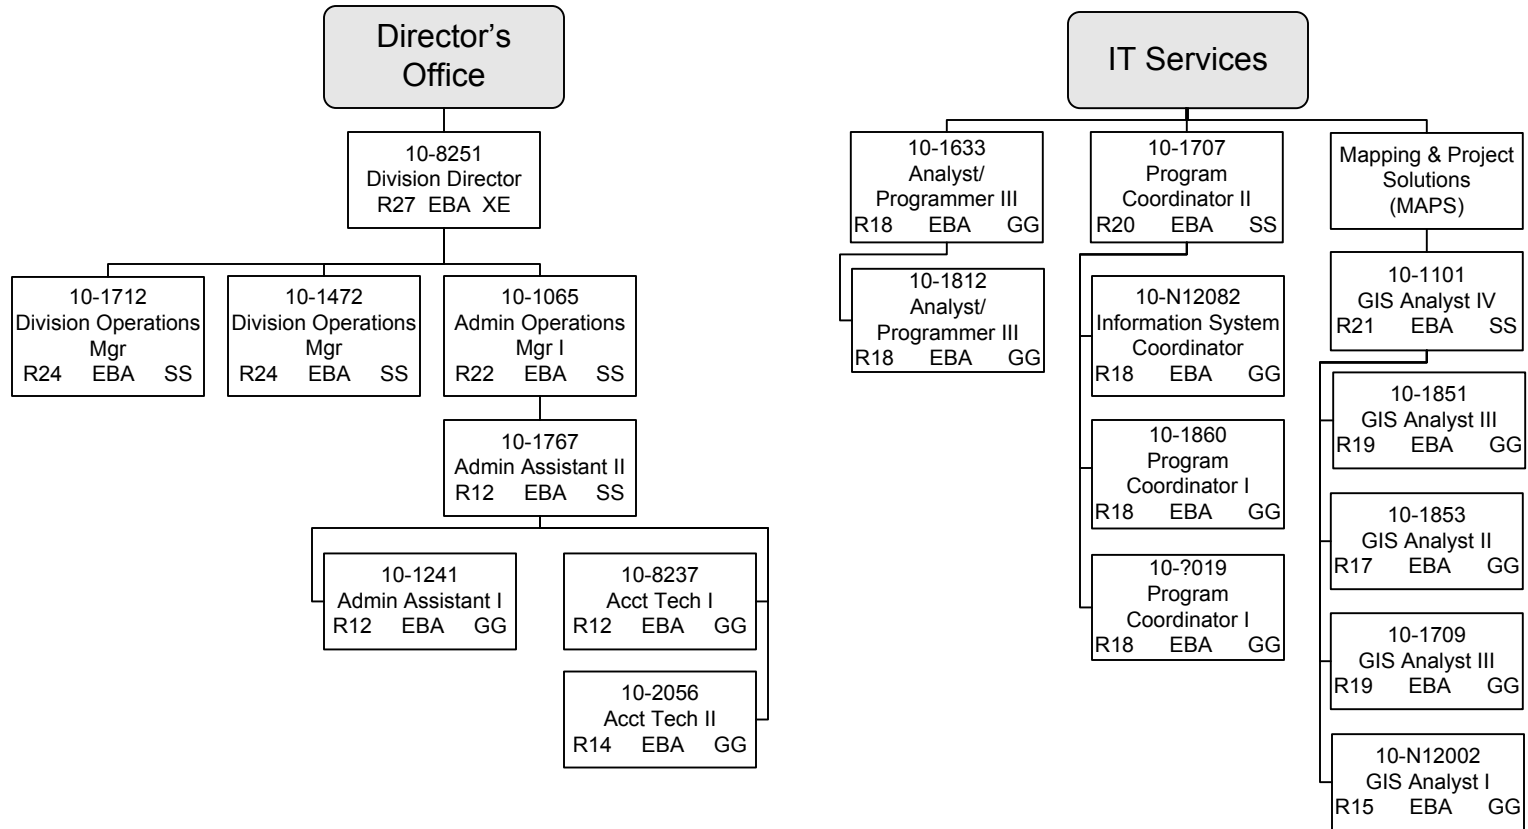 Director's
Office
10-8251
Division Director
R27 EBA XE
10-1712
Division Operations
Mgr
R24 EBA SS
10-1472
Division Operations
Mgr
R24 EBA SS
10-1065
Admin Operations
Mgr I
R22 EBA SS
10-1767
Admin Assistant II
R12 EBA SS
10-1241
Admin Assistant I
R12 EBA GG
10-8237
Acct Tech I
R12 EBA GG
10-2056
Acct Tech II
R14 EBA GG
IT Services
10-1633
Analyst/
Programmer III
R18 EBA GG
10-1812
Analyst/
Programmer III
R18 EBA GG
10-1707
Program
Coordinator II
R20 EBA SS
10-N12082
Information System
Coordinator
R18 EBA GG
10-1860
Program
Coordinator I
R18 EBA GG
10-?019
Program
Coordinator I
R18 EBA GG
Mapping & Project
Solutions
(MAPS)
10-1101
GIS Analyst IV
R21 EBA SS
10-1851
GIS Analyst III
R19 EBA GG
10-1853
GIS Analyst II
R17 EBA GG
10-1709
GIS Analyst III
R19 EBA GG
10-N12002
GIS Analyst I
R15 EBA GG